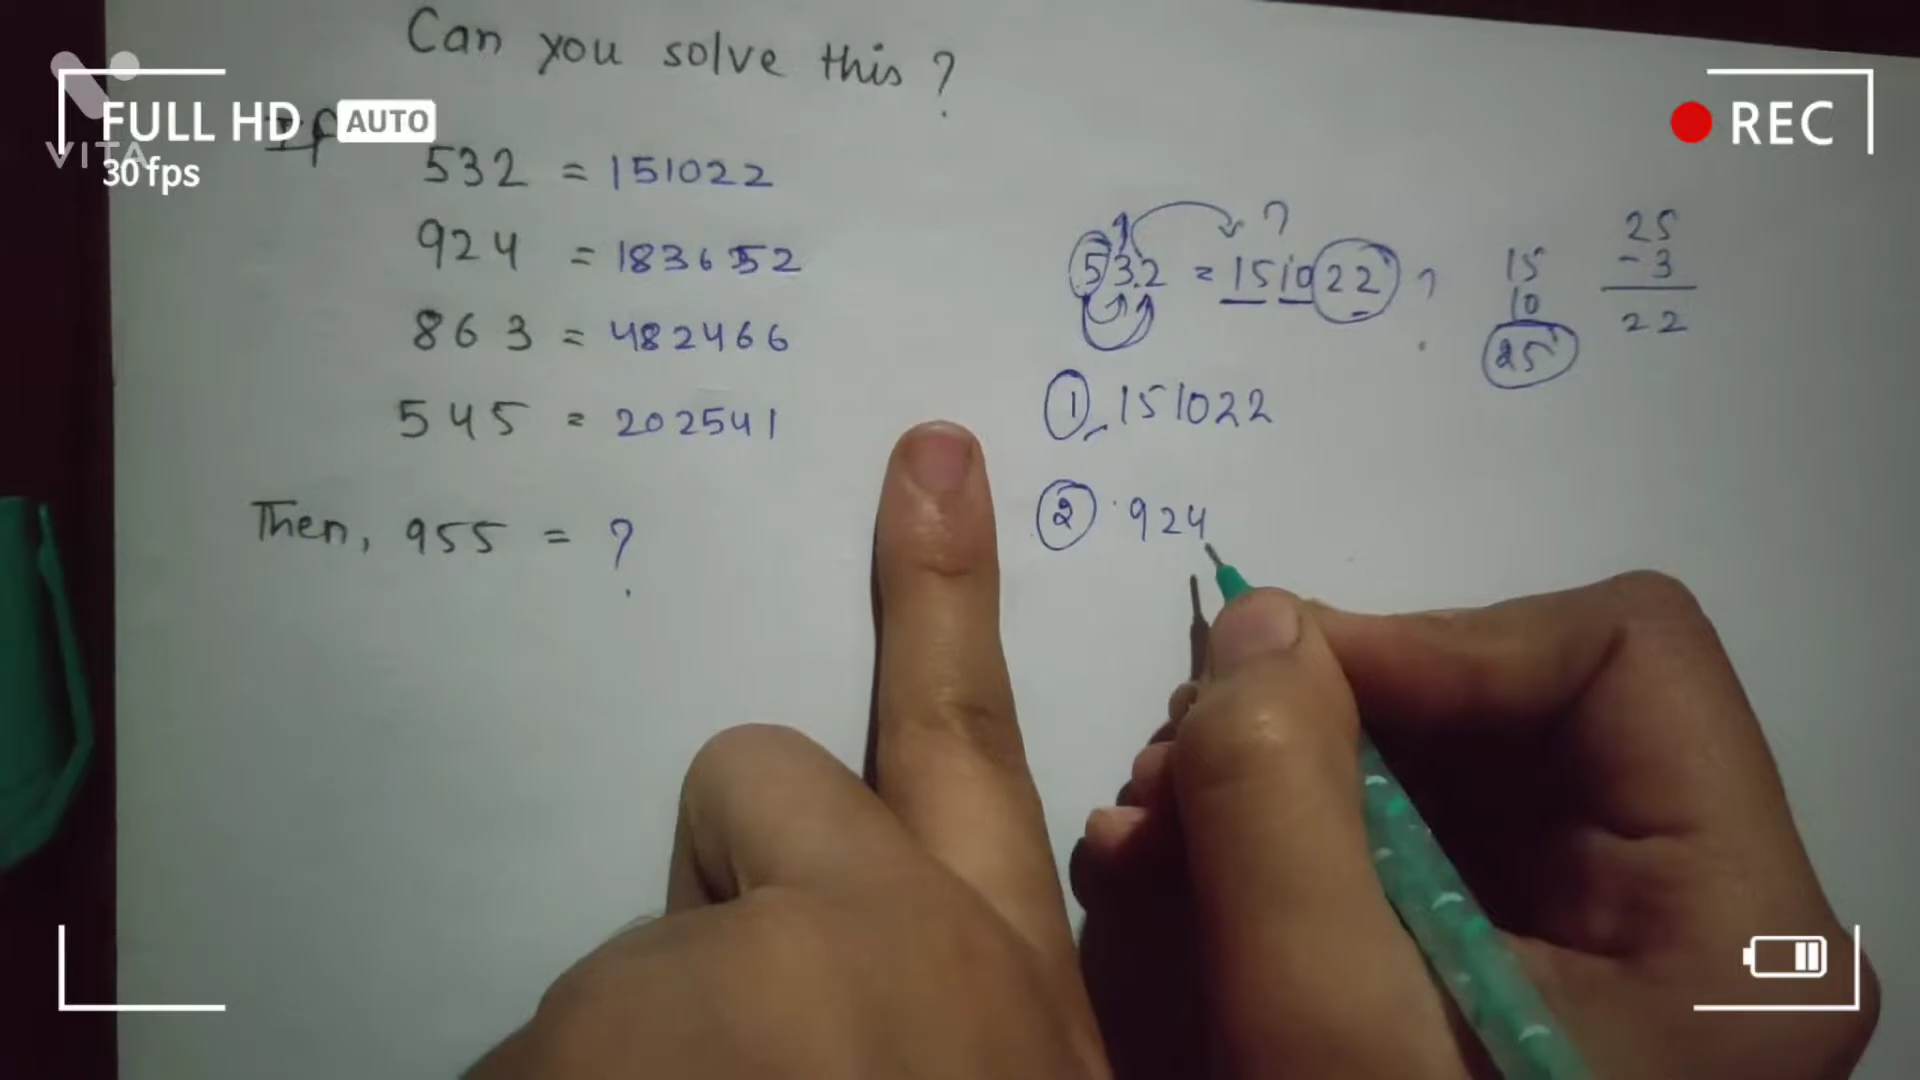 Can you solve this ?
FULL HD AUTO
REC
If
VITA
30 fps
532 = 151022
924 = 183652
863 = 482466
545 = 202541
Then, 955 = ?
?
532 = 151022 ?
15
10
25
25
- 3
22
① 151022
② 924